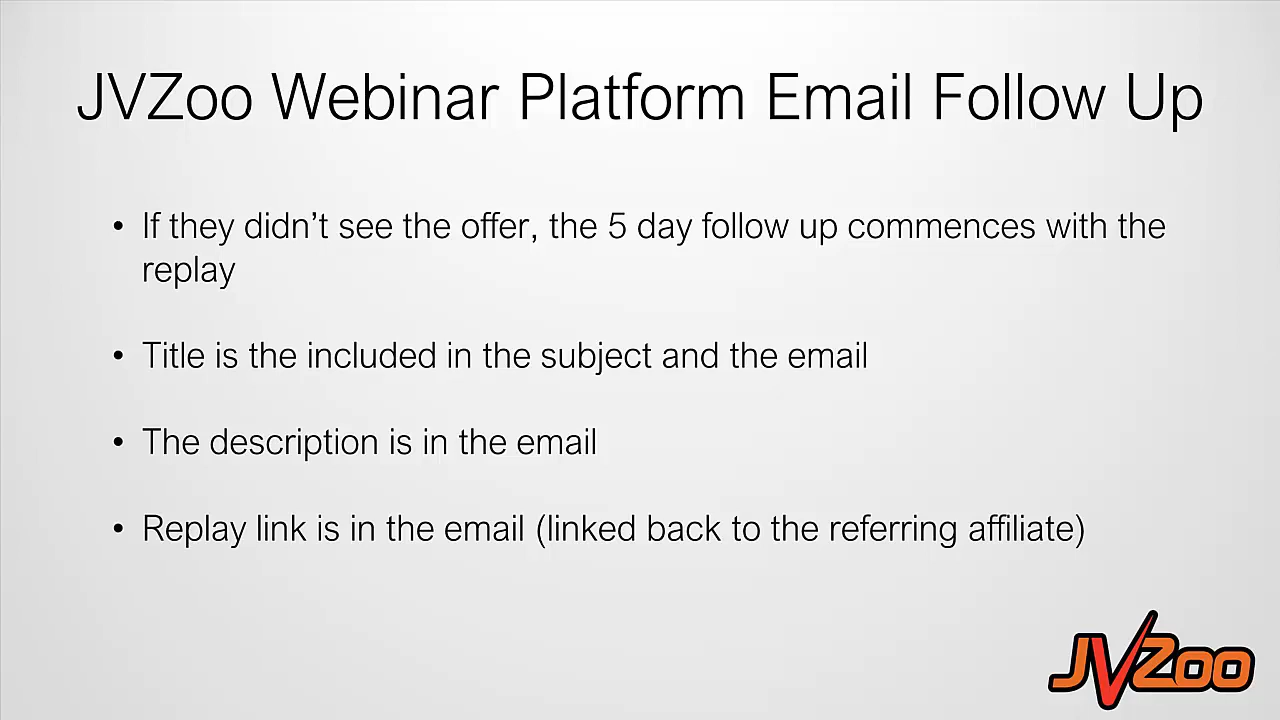 JVZoo Webinar Platform Email Follow Up
• If they didn’t see the offer, the 5 day follow up commences with the
replay
• Title is the included in the subject and the email
• The description is in the email
• Replay link is in the email (linked back to the referring affiliate)
JVZoo